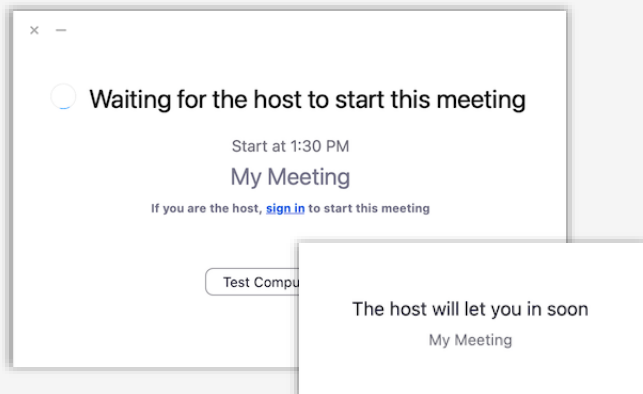 Waiting for the host to start this meeting
Start at 1:30 PM
My Meeting
If you are the host, sign in to start this meeting
Test
The host will let you in soon
My Meeting